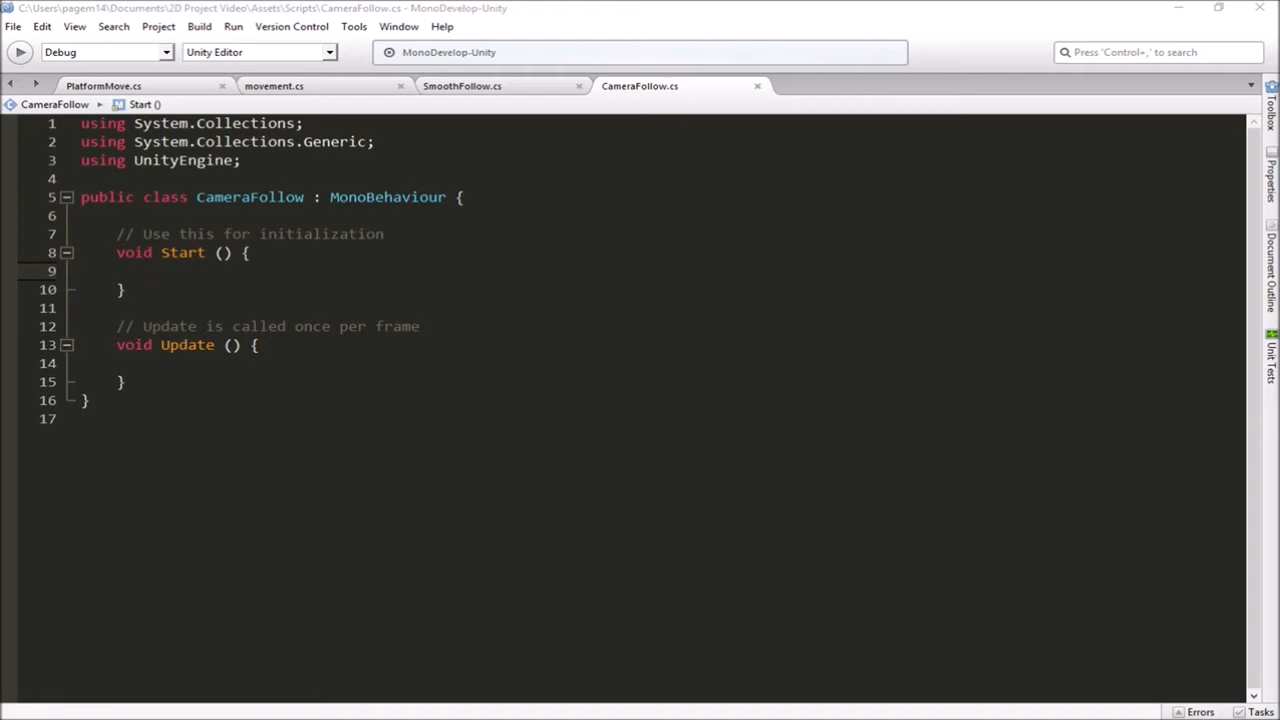 C:\Users\pagem14\Documents\2D Project Video\Assets\Scripts\CameraFollow.cs - MonoDevelop-Unity
File Edit View Search Project Build Run Version Control Tools Window Help
Debug Unity Editor MonoDevelop-Unity Press 'Control+,' to search
PlatformMove.cs movement.cs SmoothFollow.cs CameraFollow.cs
CameraFollow Start ()
1 using System.Collections;
2 using System.Collections.Generic;
3 using UnityEngine;
4
5 public class CameraFollow : MonoBehaviour {
6
7 // Use this for initialization
8 void Start () {
9
10 }
11
12 // Update is called once per frame
13 void Update () {
14
15 }
16 }
17
Toolbox
Properties
Document Outline
Unit Tests
Errors Tasks